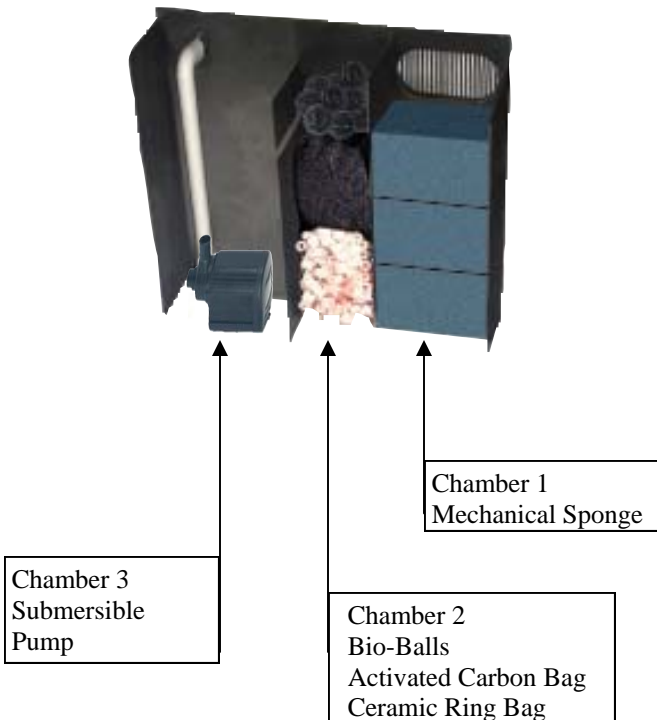 Chamber 1
Mechanical Sponge
Chamber 3
Submersible
Pump
Chamber 2
Bio-Balls
Activated Carbon Bag
Ceramic Ring Bag